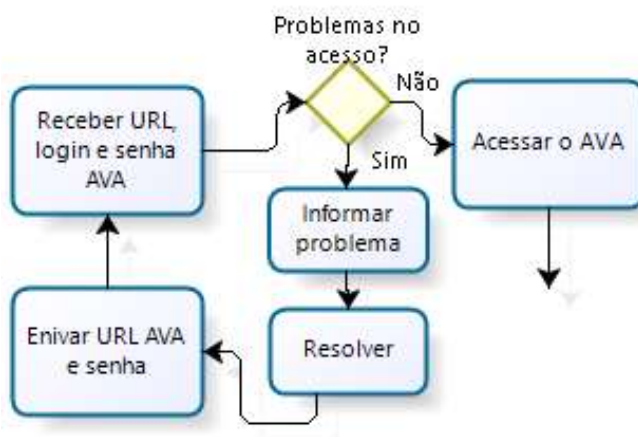 Problemas no
acesso?
Não
Receber URL,
login e senha
AVA
Acessar o AVA
Sim
Informar
problema
Enivar URL AVA
e senha
Resolver